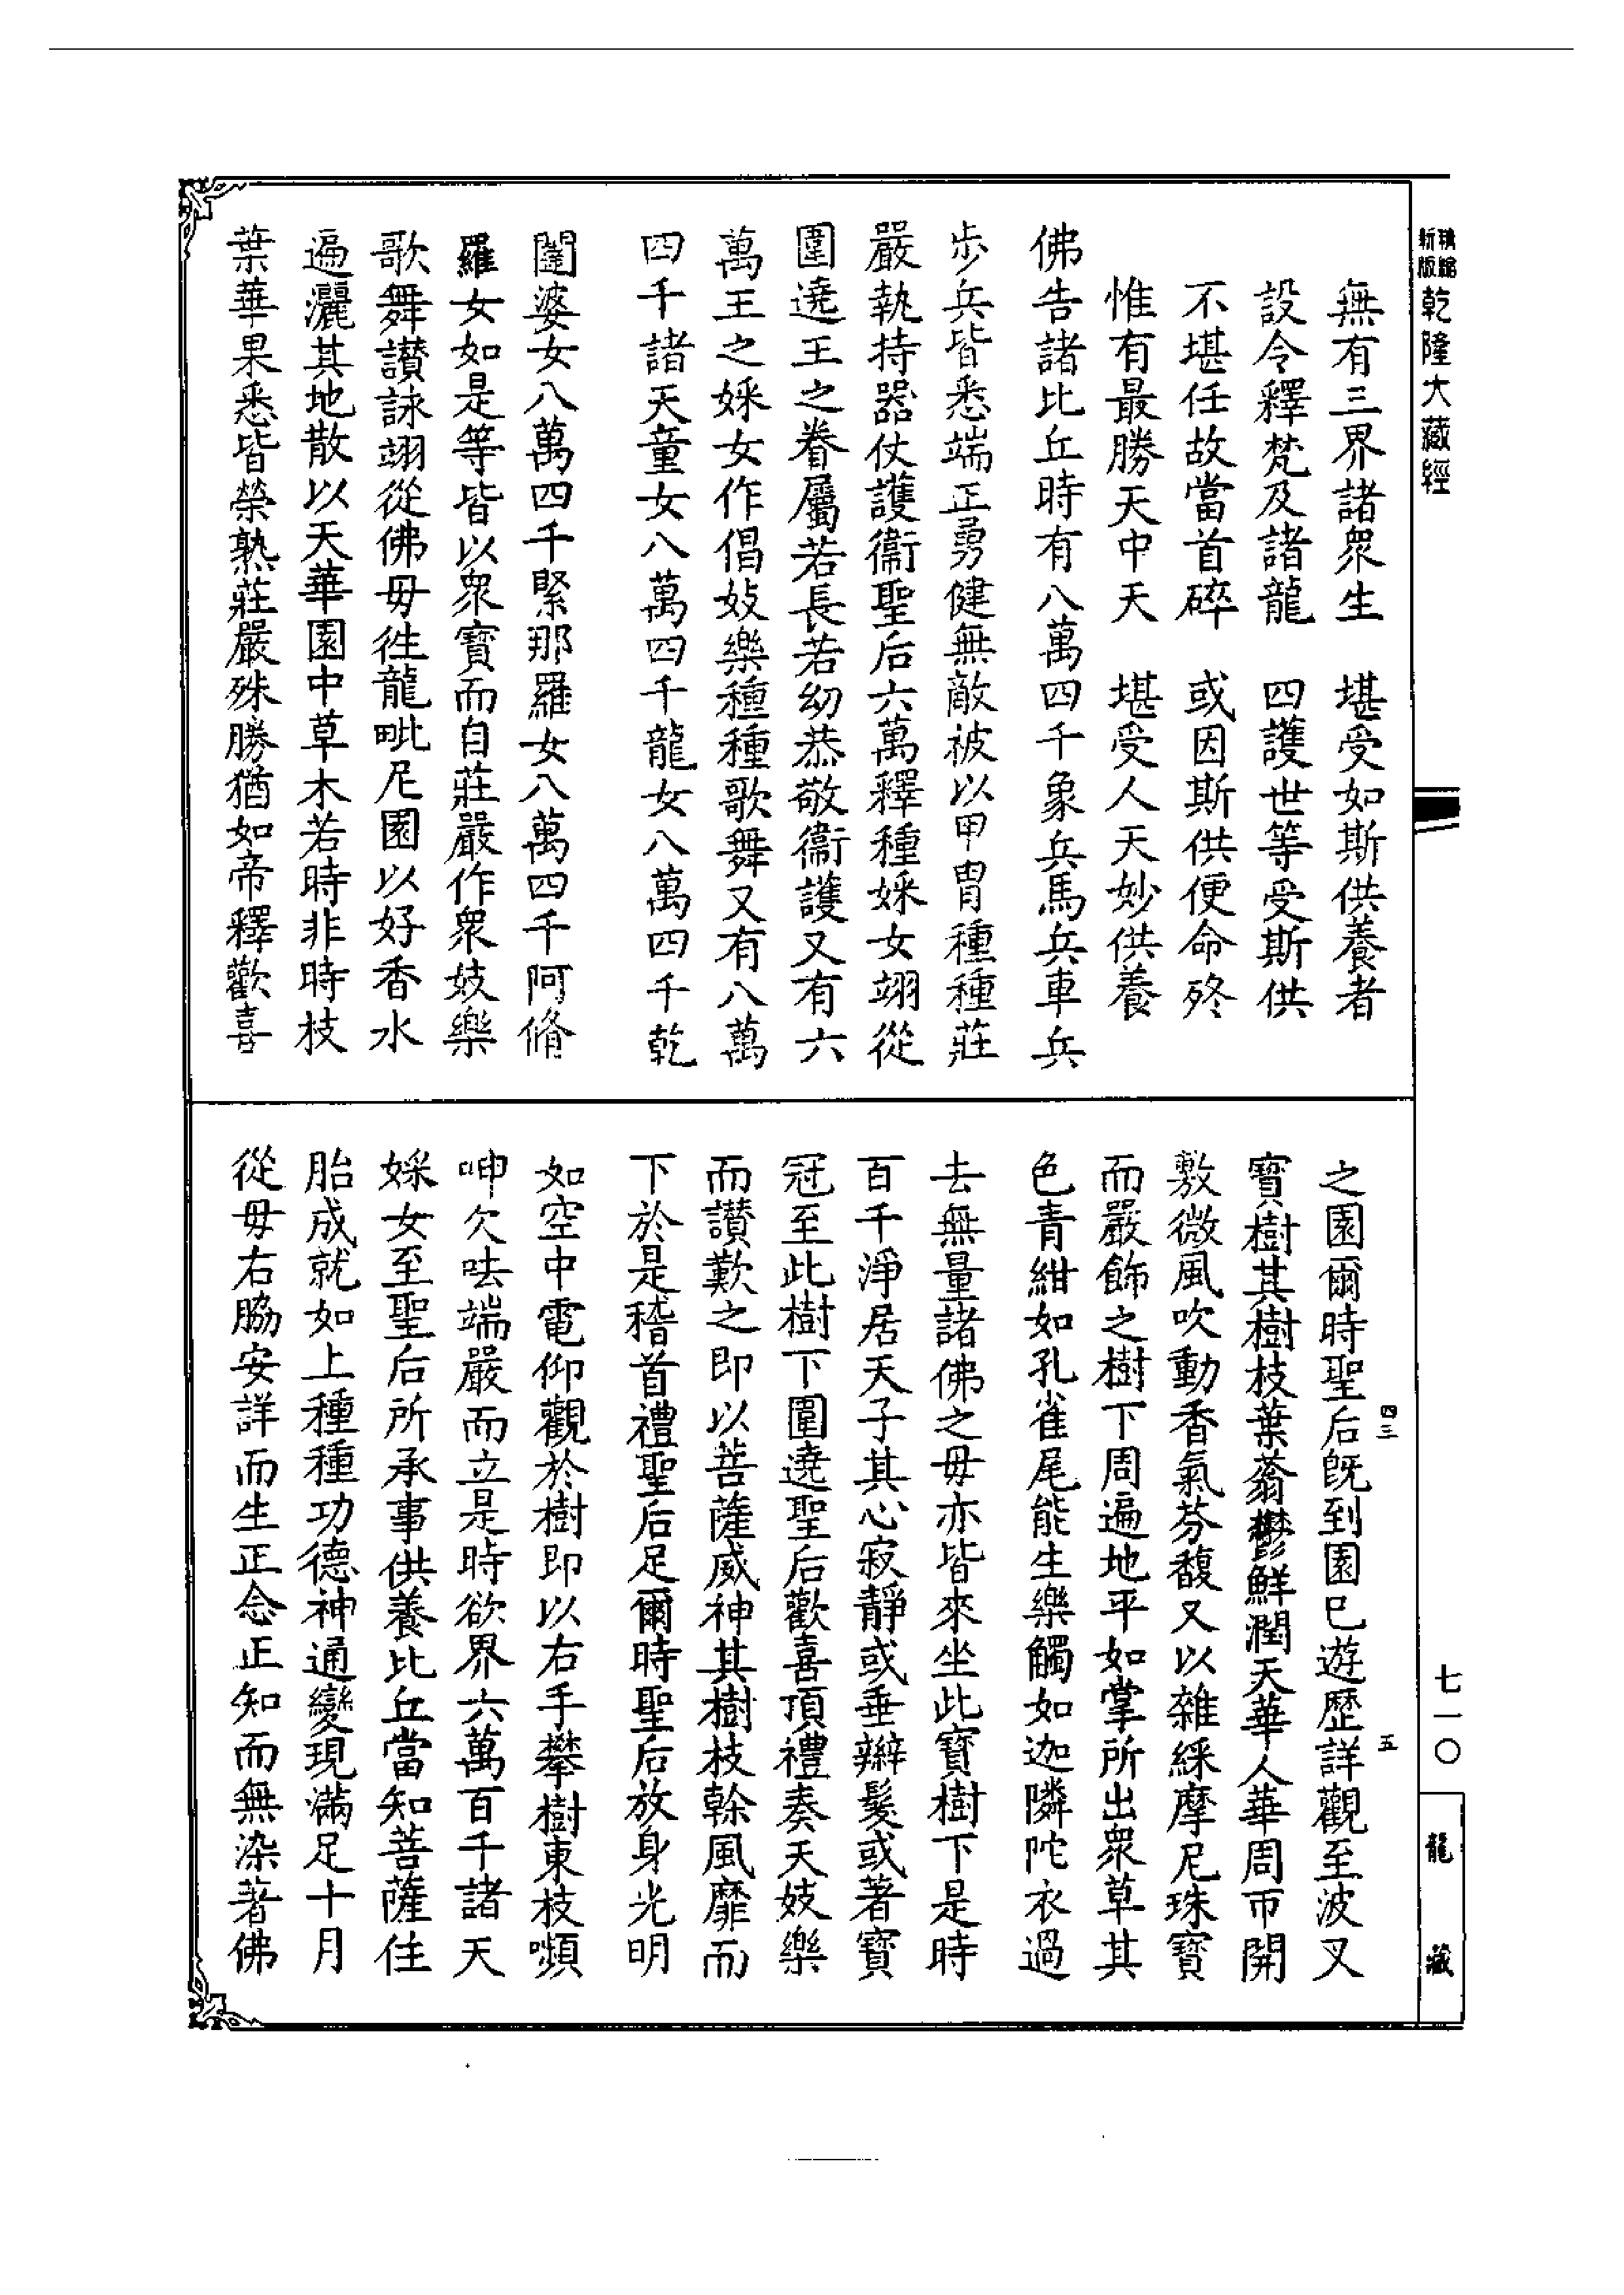 新版精縮乾隆大藏經
無有三界諸衆生　堪受如斯供養者
設令釋梵及諸龍　四護世等受斯供
不堪任故當首碎　或因斯供便命終
惟有最勝天中天　堪受人天妙供養
佛告諸比丘時有八萬四千象兵馬兵車兵
步兵皆悉端正勇健無敵被以甲冑種種莊
嚴執持器仗護衞聖后六萬釋種婇女翊從
圍遶王之眷屬若長若幼恭敬衞護又有六
萬王之婇女作倡妓樂種種歌舞又有八萬
四千諸天童女八萬四千龍女八萬四千乾
闥婆女八萬四千緊那羅女八萬四千阿脩
羅女如是等皆以衆寶而自莊嚴作衆妓樂
歌舞讃詠翊從佛母往龍毗尼園以好香水
遍灑其地散以天華園中草木若時非時枝
葉華果悉皆榮熟莊嚴殊勝猶如帝釋歡喜
之園爾時聖后旣到園已遊歷詳觀至波叉
寶樹其樹枝葉蓊鬱鮮潤天華人華周帀開
敷微風吹動香氣芬馥又以雜綵摩尼珠寶
而嚴飾之樹下周遍地平如掌所出衆草其
色青紺如孔雀尾能生樂觸如迦隣陀衣過
去無量諸佛之母亦皆來坐此寶樹下是時
百千淨居天子其心寂靜或垂辮髮或著寶
冠至此樹下圍遶聖后歡喜頂禮奏天妓樂
而讃歎之即以菩薩威神其樹枝榦風靡而
下於是稽首禮聖后足爾時聖后放身光明
如空中電仰觀於樹即以右手攀樹東枝嚬
呻欠呿端嚴而立是時欲界六萬百千諸天
婇女至聖后所承事供養比丘當知菩薩住
胎成就如上種種功德神通變現滿足十月
從母右脇安詳而生正念正知而無染著佛
四三
五
七一〇
龍藏